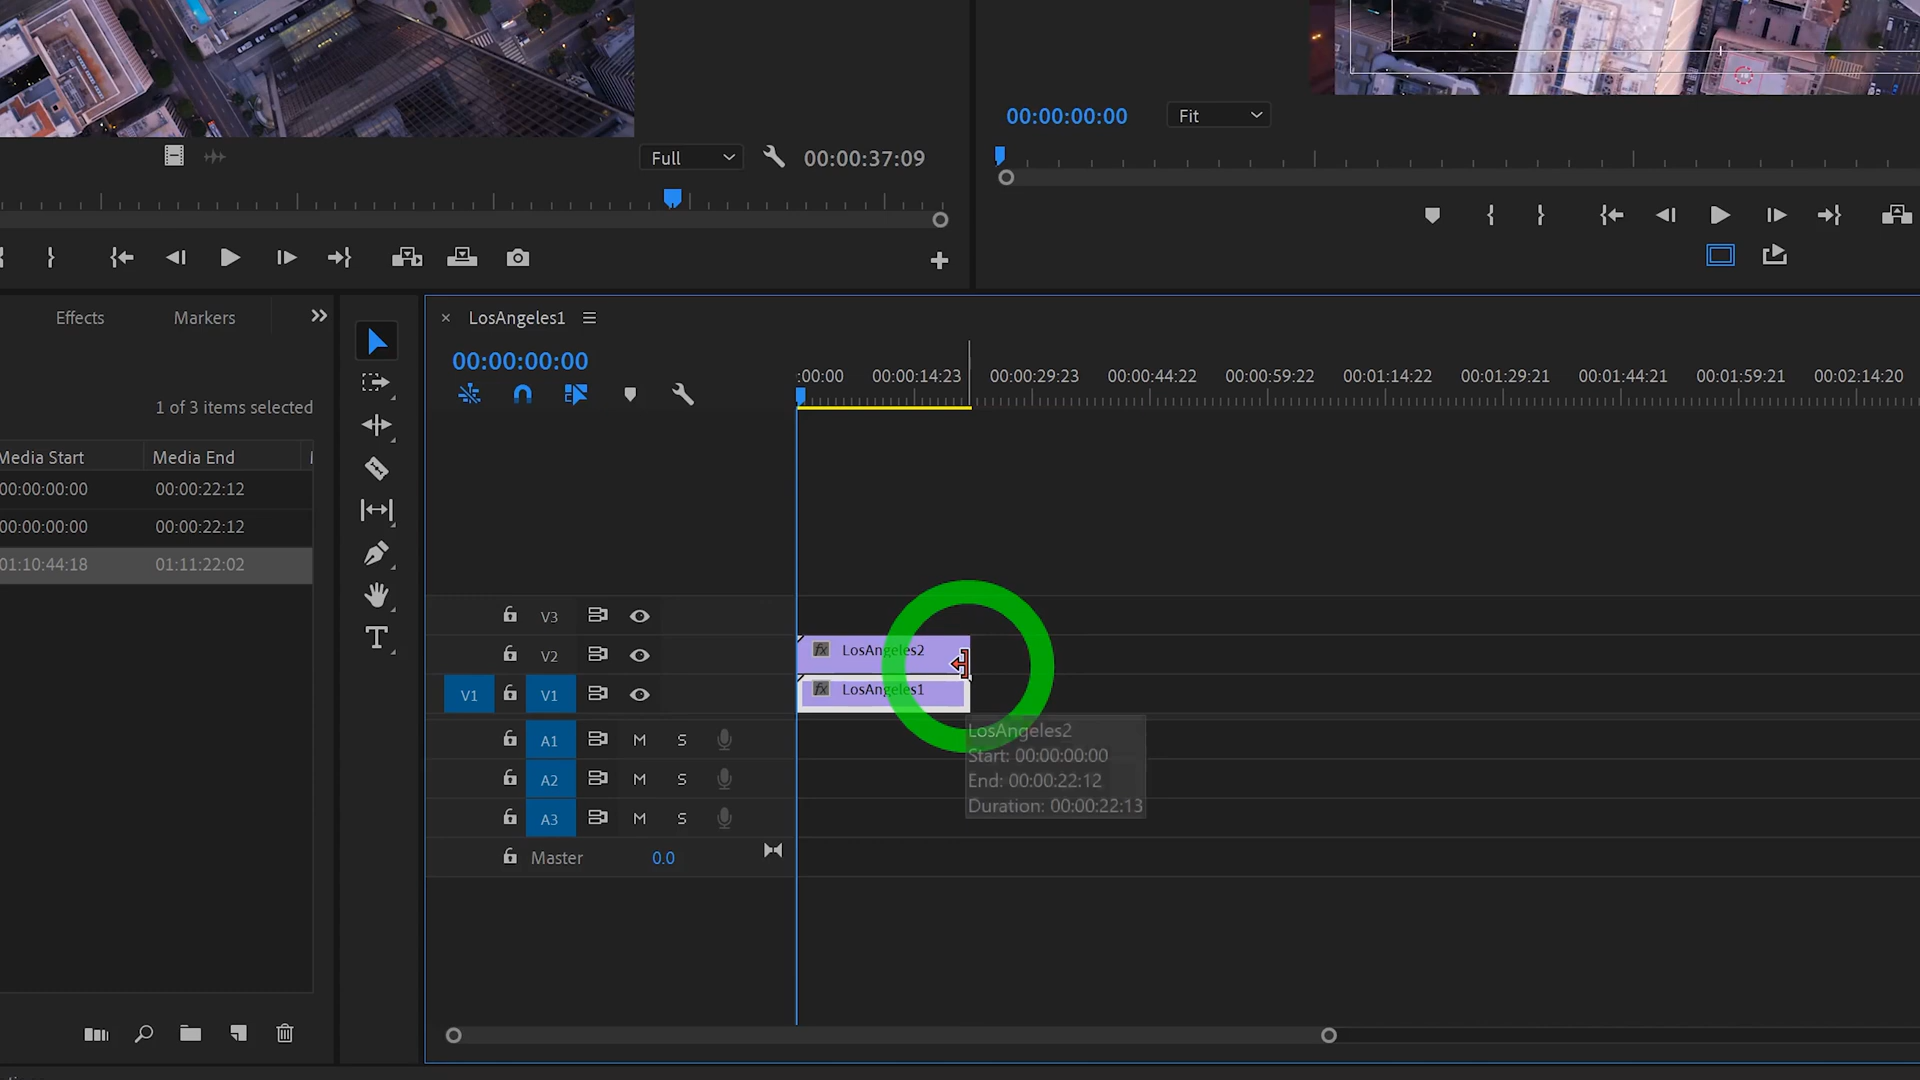 Full
00:00:37:09
00:00:00:00
Fit
Effects
Markers
1 of 3 items selected
Media Start
Media End
00:00:00:00
00:00:22:12
00:00:00:00
00:00:22:12
01:10:44:18
01:11:22:02
LosAngeles1
00:00:00:00
:00:00
00:00:14:23
00:00:29:23
00:00:44:22
00:00:59:22
00:01:14:22
00:01:29:21
00:01:44:21
00:01:59:21
00:02:14:20
V3
V2
fx LosAngeles2
V1
V1
fx LosAngeles1
A1
M
S
A2
M
S
A3
M
S
Master
0.0
LosAngeles2
Start: 00:00:00:00
End: 00:00:22:12
Duration: 00:00:22:13